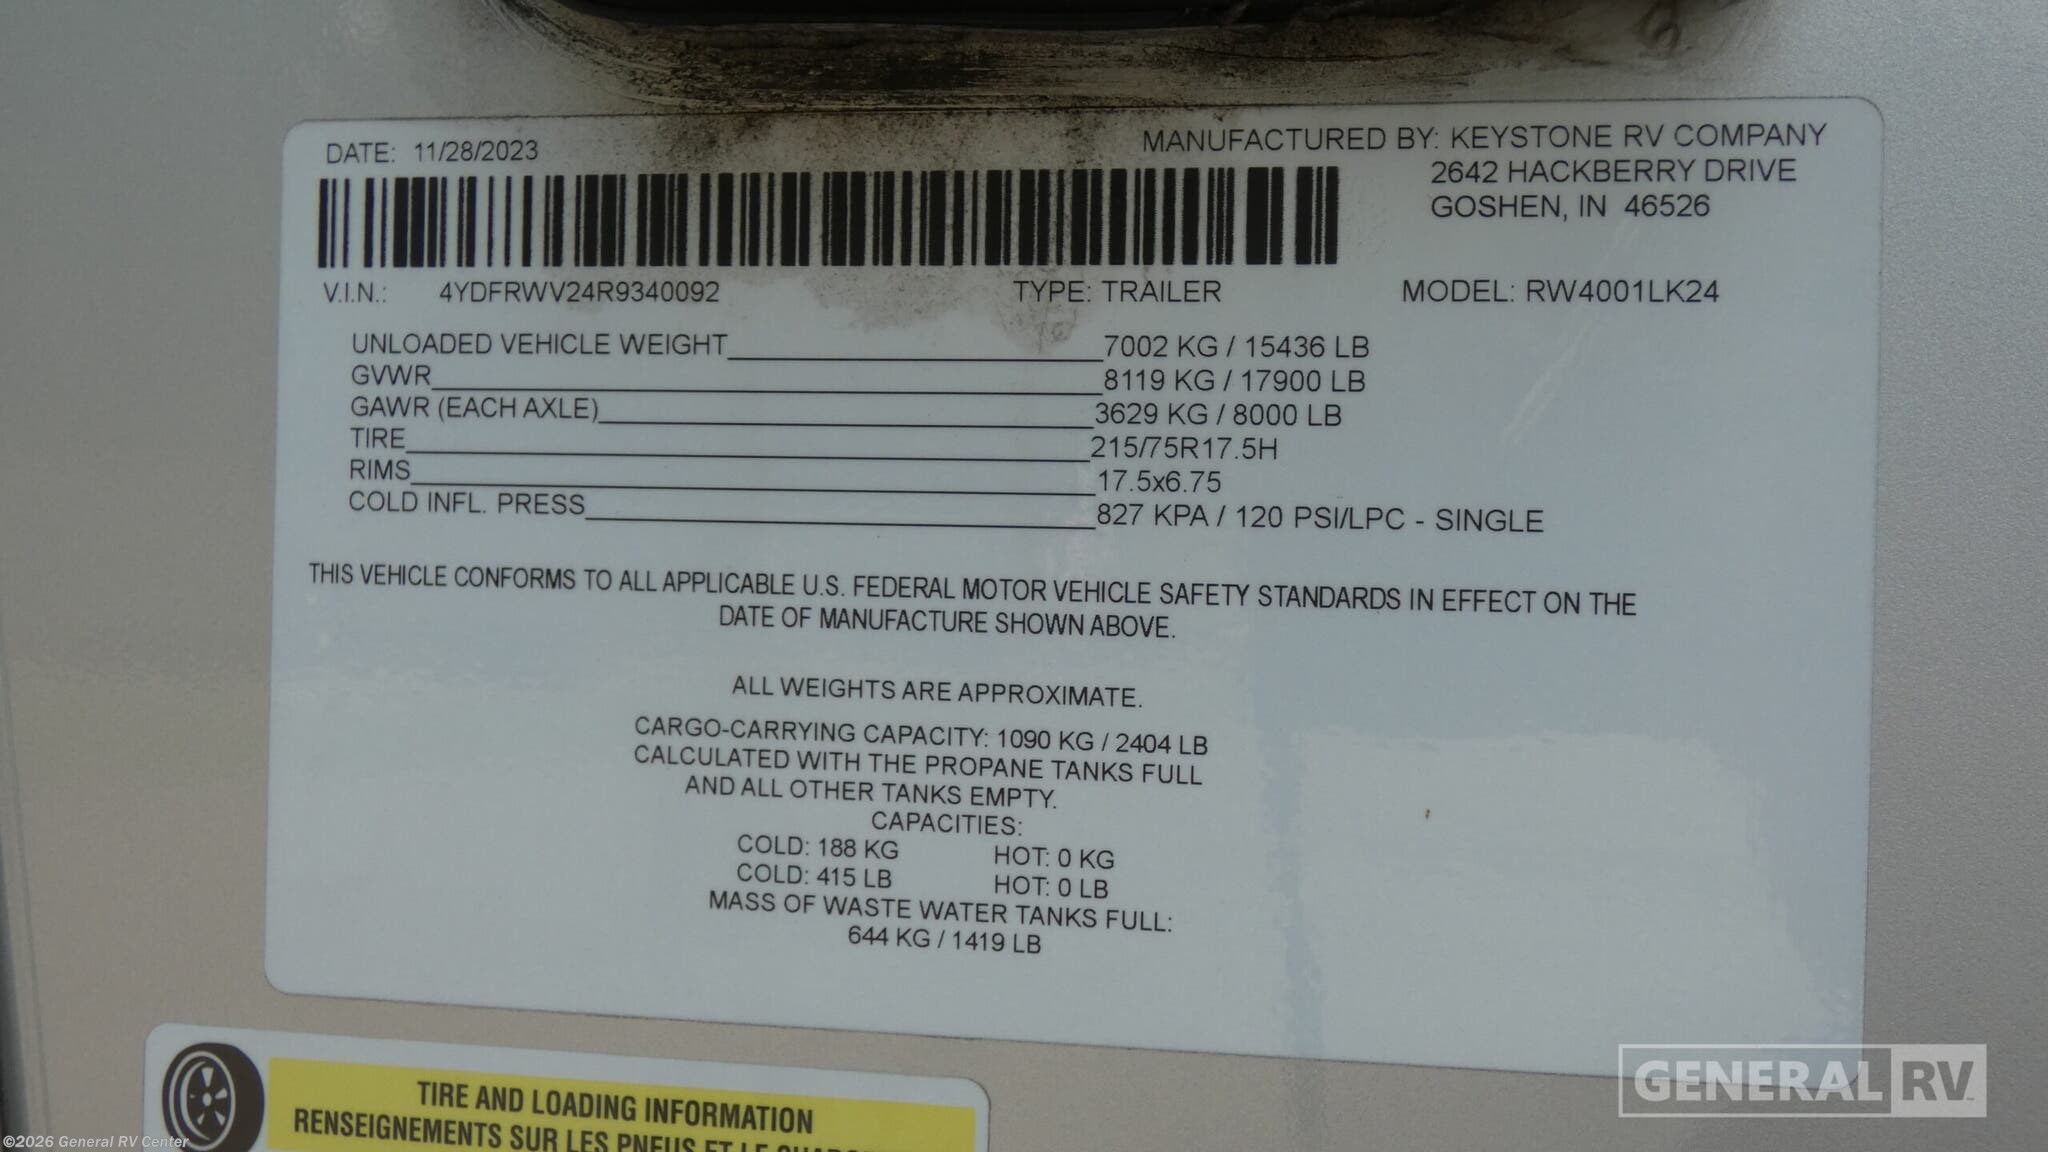 DATE: 11/28/2023
MANUFACTURED BY: KEYSTONE RV COMPANY
2642 HACKBERRY DRIVE
GOSHEN, IN 46526
V.I.N.: 4YDFRWV24R9340092 TYPE: TRAILER MODEL: RW4001LK24
UNLOADED VEHICLE WEIGHT 7002 KG / 15436 LB
GVWR 8119 KG / 17900 LB
GAWR (EACH AXLE) 3629 KG / 8000 LB
TIRE 215/75R17.5H
RIMS 17.5x6.75
COLD INFL. PRESS 827 KPA / 120 PSI/LPC - SINGLE
THIS VEHICLE CONFORMS TO ALL APPLICABLE U.S. FEDERAL MOTOR VEHICLE SAFETY STANDARDS IN EFFECT ON THE
DATE OF MANUFACTURE SHOWN ABOVE.
ALL WEIGHTS ARE APPROXIMATE.
CARGO-CARRYING CAPACITY: 1090 KG / 2404 LB
CALCULATED WITH THE PROPANE TANKS FULL
AND ALL OTHER TANKS EMPTY.
CAPACITIES:
COLD: 188 KG HOT: 0 KG
COLD: 415 LB HOT: 0 LB
MASS OF WASTE WATER TANKS FULL:
644 KG / 1419 LB
TIRE AND LOADING INFORMATION
RENSEIGNEMENTS SUR LES PNEUS ET LE
GENERAL RV
©2026 General RV Center